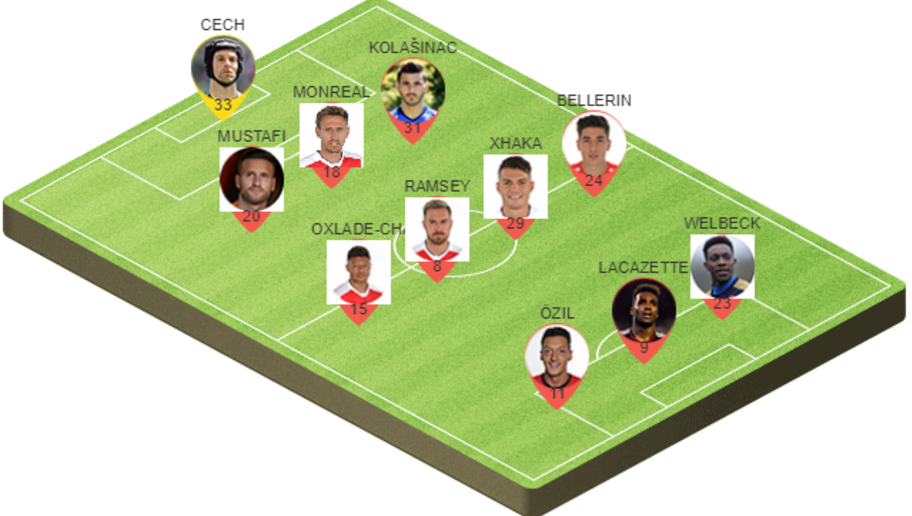 CECH
33
KOLAŠINAC
31
MONREAL
18
MUSTAFI
20
BELLERIN
24
XHAKA
29
RAMSEY
8
OXLADE-CH
15
WELBECK
23
LACAZETTE
9
ÖZIL
11